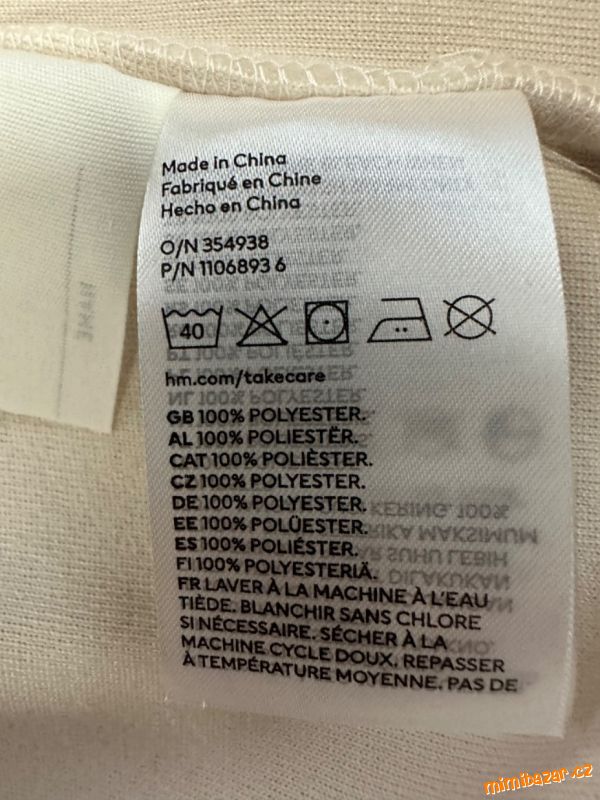 Made in China
Fabriqué en Chine
Hecho en China
O/N 354938
P/N 1106893 6
40
hm.com/takecare
GB 100% POLYESTER.
AL 100% POLIESTËR.
CAT 100% POLIÈSTER.
CZ 100% POLYESTER.
DE 100% POLYESTER.
EE 100% POLÜESTER.
ES 100% POLIÉSTER.
FI 100% POLYESTERIÄ.
FR LAVER À LA MACHINE À L'EAU
TIÈDE. BLANCHIR SANS CHLORE
SI NÉCESSAIRE. SÉCHER À LA
MACHINE CYCLE DOUX. REPASSER
À TEMPÉRATURE MOYENNE. PAS DE
NAME
mimibazar.cz